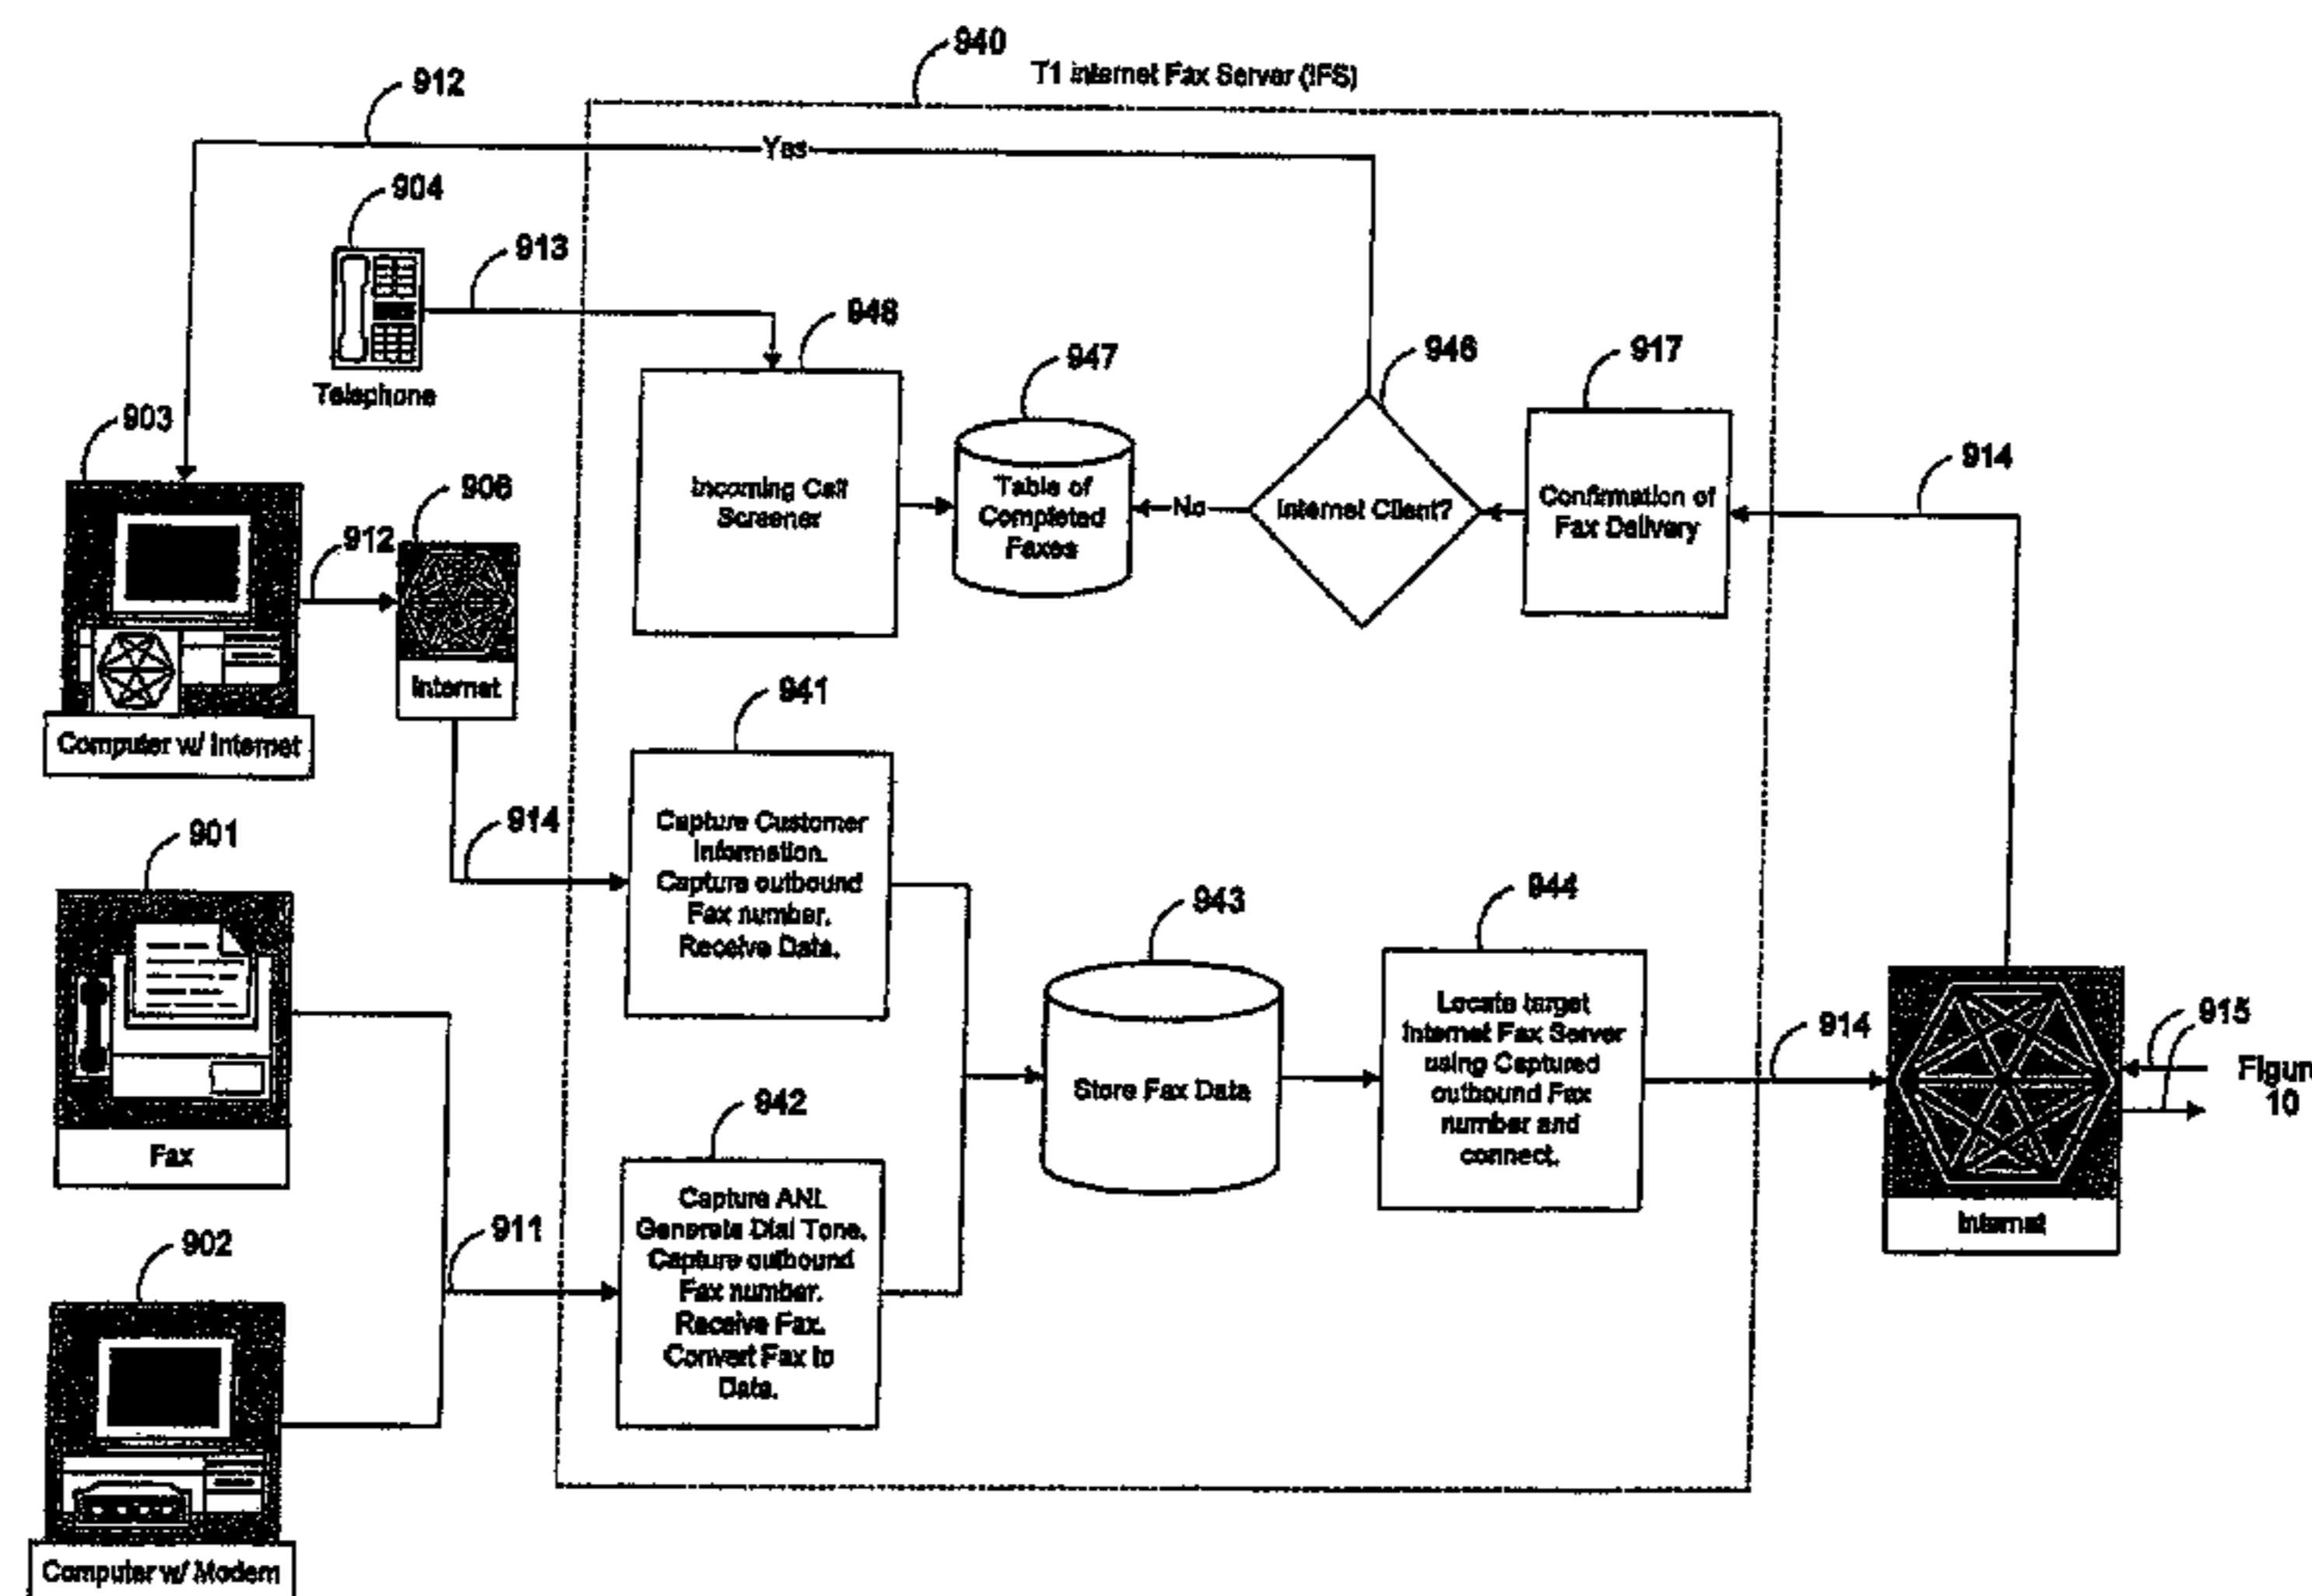 940
T1 Internet Fax Server (IFS)
912
Yes
904
913
948
Telephone
947
946
917
903
914
906
Incoming Call
Screener
Table of
Completed
Faxes
No
Internet Client?
Confirmation of
Fax Delivery
912
Internet
941
Computer w/ Internet
901
914
Capture Customer
Information.
Capture outbound
Fax number.
Receive Data.
943
944
Locate target
Internet Fax Server
using Captured
outbound Fax
number and
connect.
914
915
Figur
10
Store Fax Data
942
Fax
Capture ANI.
Generate Dial Tone.
Capture outbound
Fax number.
Receive Fax.
Convert Fax to
Data.
911
Internet
902
Computer w/ Modem